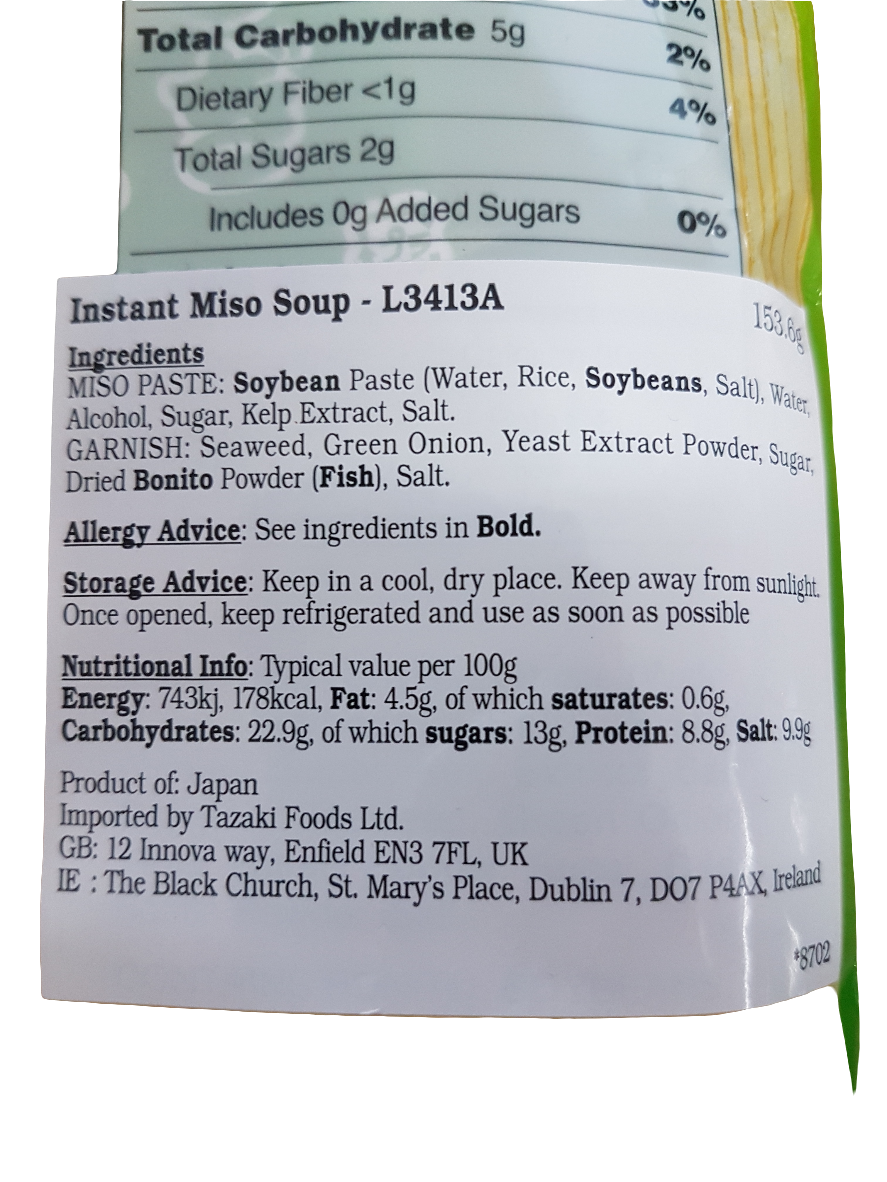 Total Carbohydrate 5g 2%
Dietary Fiber <1g 4%
Total Sugars 2g
Includes 0g Added Sugars 0%
Instant Miso Soup - L3413A 153.6g
Ingredients
MISO PASTE: Soybean Paste (Water, Rice, Soybeans, Salt), Water,
Alcohol, Sugar, Kelp Extract, Salt.
GARNISH: Seaweed, Green Onion, Yeast Extract Powder, Sugar,
Dried Bonito Powder (Fish), Salt.
Allergy Advice: See ingredients in Bold.
Storage Advice: Keep in a cool, dry place. Keep away from sunlight.
Once opened, keep refrigerated and use as soon as possible
Nutritional Info: Typical value per 100g
Energy: 743kj, 178kcal, Fat: 4.5g, of which saturates: 0.6g,
Carbohydrates: 22.9g, of which sugars: 13g, Protein: 8.8g, Salt: 9.9g
Product of: Japan
Imported by Tazaki Foods Ltd.
GB: 12 Innova way, Enfield EN3 7FL, UK
IE : The Black Church, St. Mary's Place, Dublin 7, DO7 P4AX, Ireland
*8702